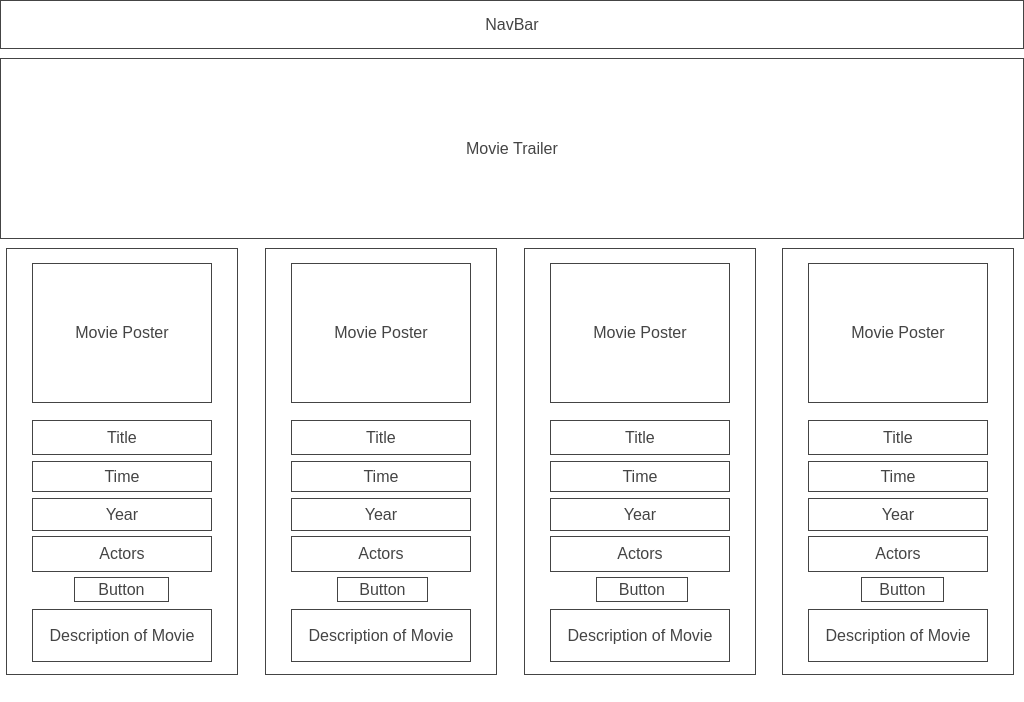 NavBar
Movie Trailer
Movie Poster
Title
Time
Year
Actors
Button
Description of Movie
Movie Poster
Title
Time
Year
Actors
Button
Description of Movie
Movie Poster
Title
Time
Year
Actors
Button
Description of Movie
Movie Poster
Title
Time
Year
Actors
Button
Description of Movie